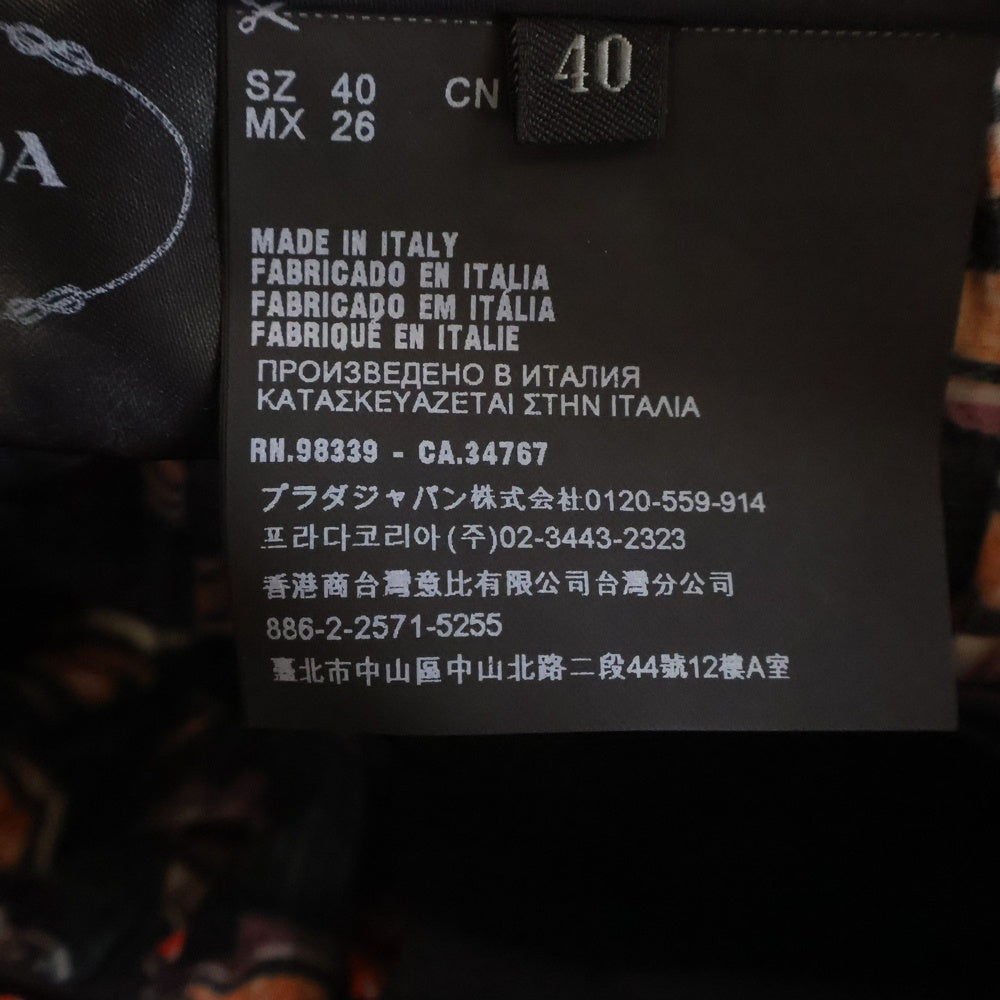 DA
40
SZ 40 CN
MX 26
MADE IN ITALY
FABRICADO EN ITALIA
FABRICADO EM ITÁLIA
FABRIQUÉ EN ITALIE
ПРОИЗВЕДЕНО В ИТАЛИЯ
ΚΑΤΑΣΚΕΥΑΖΕΤΑΙ ΣΤΗΝ ΙΤΑΛΙΑ
RN.98339 - CA.34767
プラダジャパン株式会社0120-559-914
프라다코리아(주)02-3443-2323
香港商台灣意比有限公司台灣分公司
886-2-2571-5255
臺北市中山區中山北路二段44號12樓A室